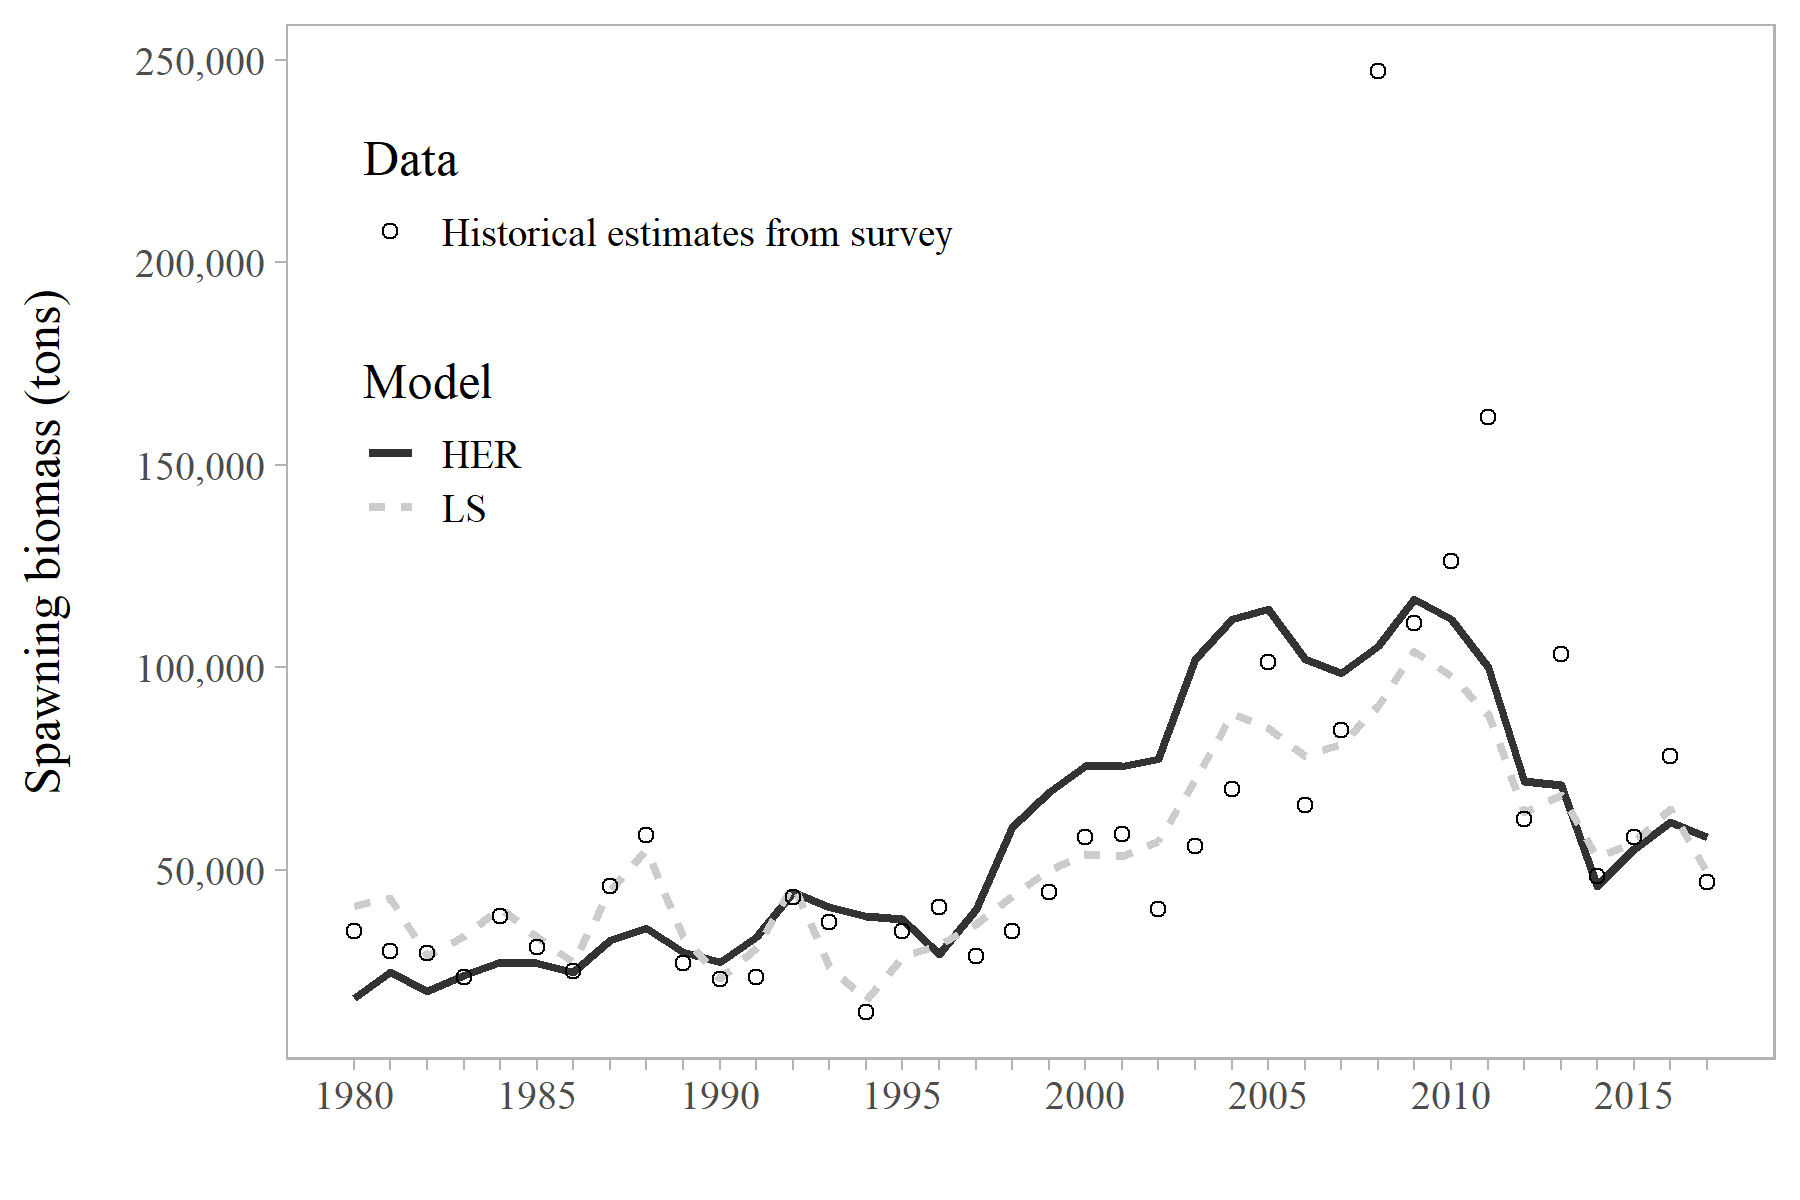 250,000
200,000
150,000
100,000
50,000
Spawning biomass (tons)
Data
Historical estimates from survey
Model
HER
LS
1980 1985 1990 1995 2000 2005 2010 2015